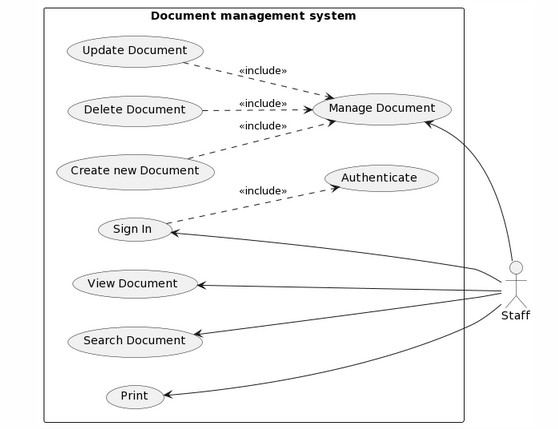 Document management system
Update Document
«include»
Delete Document
«include»
Manage Document
«include»
Create new Document
Authenticate
«include»
Sign In
View Document
Staff
Search Document
Print